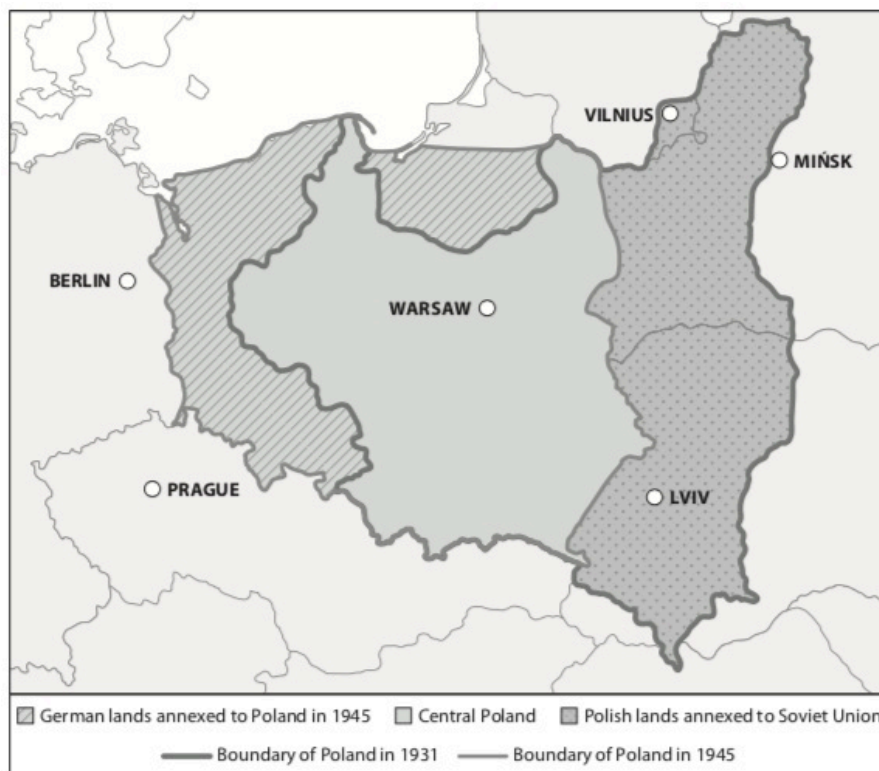 VILNIUS
MIŃSK
BERLIN
WARSAW
PRAGUE
LVIV
German lands annexed to Poland in 1945 Central Poland Polish lands annexed to Soviet Union
Boundary of Poland in 1931 Boundary of Poland in 1945